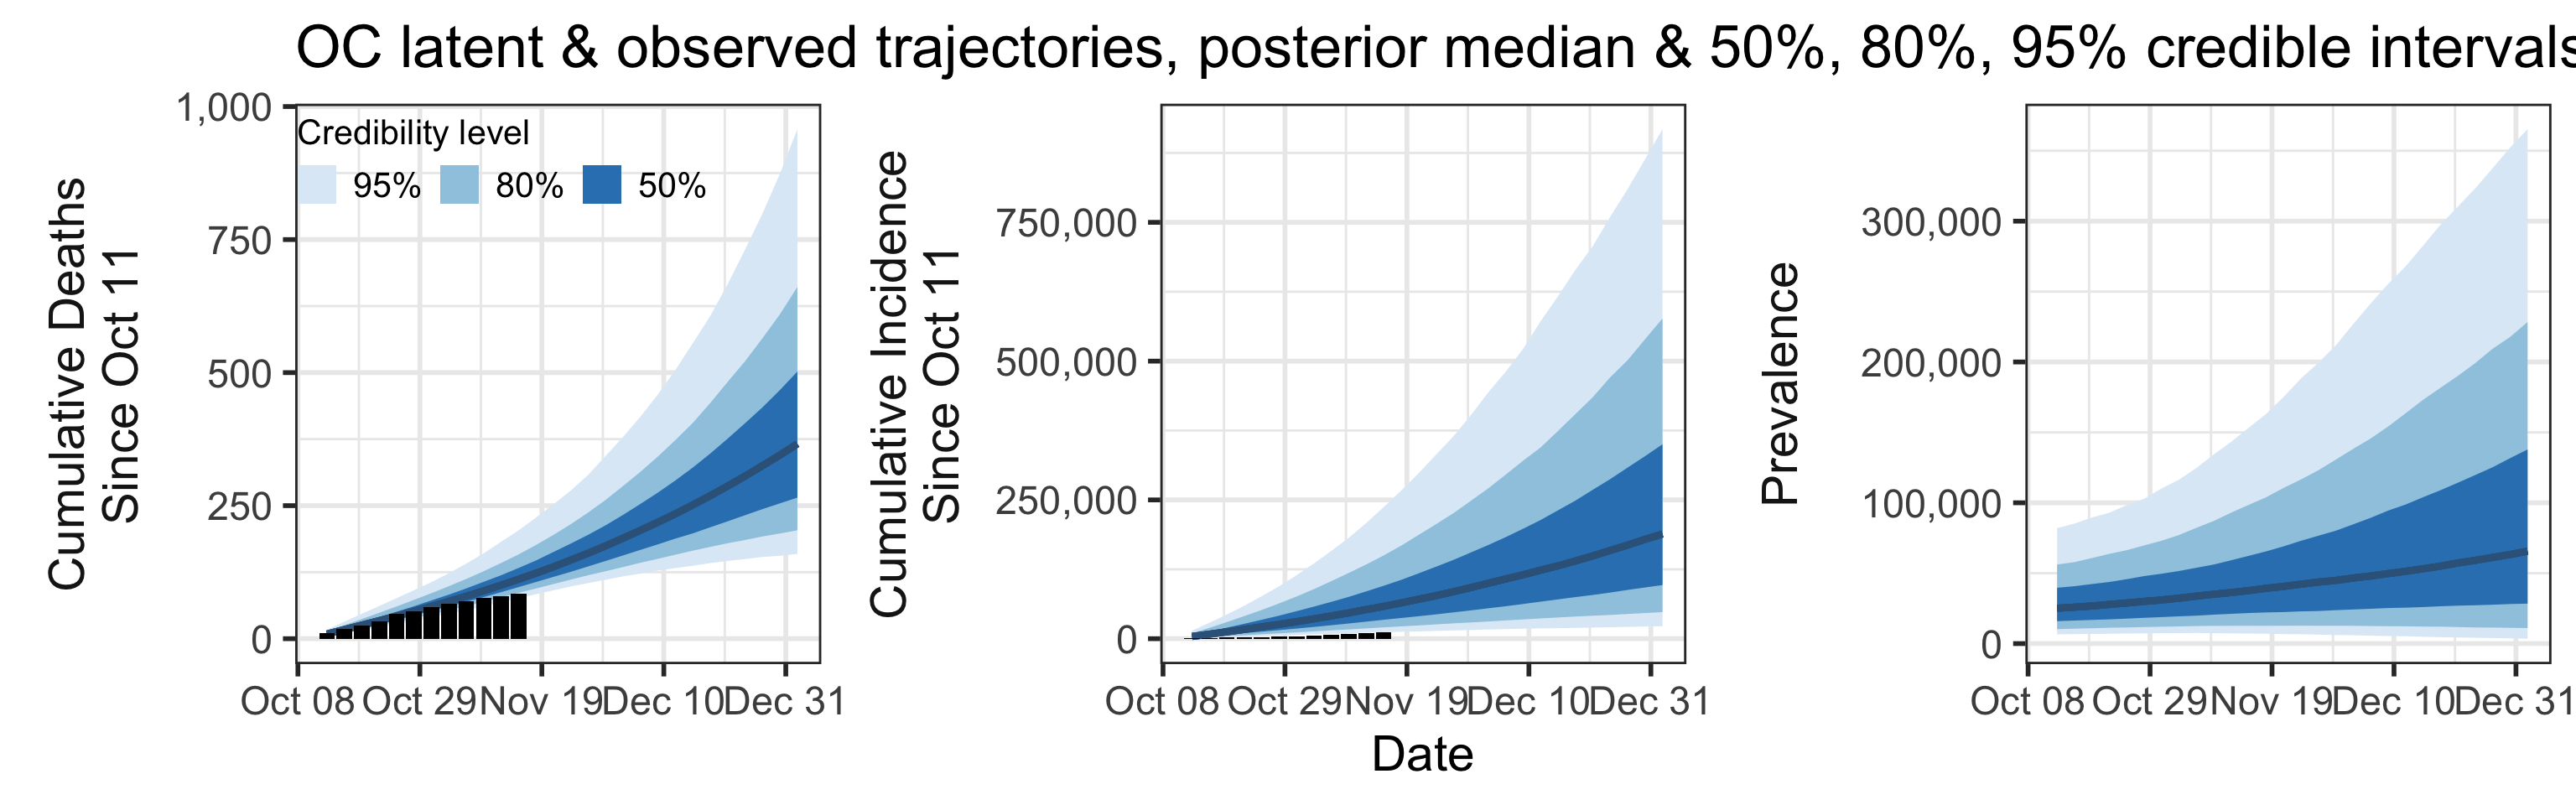 OC latent & observed trajectories, posterior median & 50%, 80%, 95% credible intervals
Cumulative Deaths
Since Oct 11
1,000
750
500
250
0
Credibility level
95% 80% 50%
Oct 08 Oct 29 Nov 19 Dec 10 Dec 31
Cumulative Incidence
Since Oct 11
750,000
500,000
250,000
0
Oct 08 Oct 29 Nov 19 Dec 10 Dec 31
Prevalence
300,000
200,000
100,000
0
Oct 08 Oct 29 Nov 19 Dec 10 Dec 31
Date